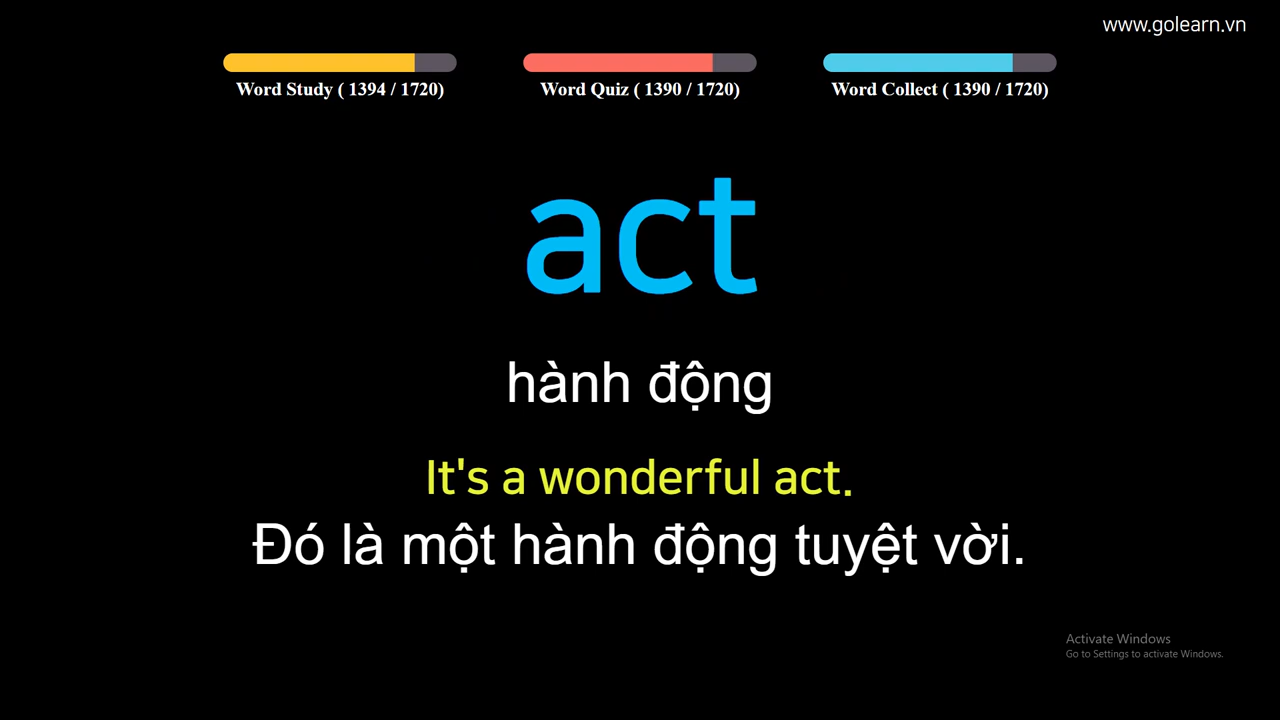 www.golearn.vn
Word Study ( 1394 / 1720)
Word Quiz ( 1390 / 1720)
Word Collect ( 1390 / 1720)
act
hành động
It's a wonderful act.
Đó là một hành động tuyệt vời.
Activate Windows
Go to Settings to activate Windows.